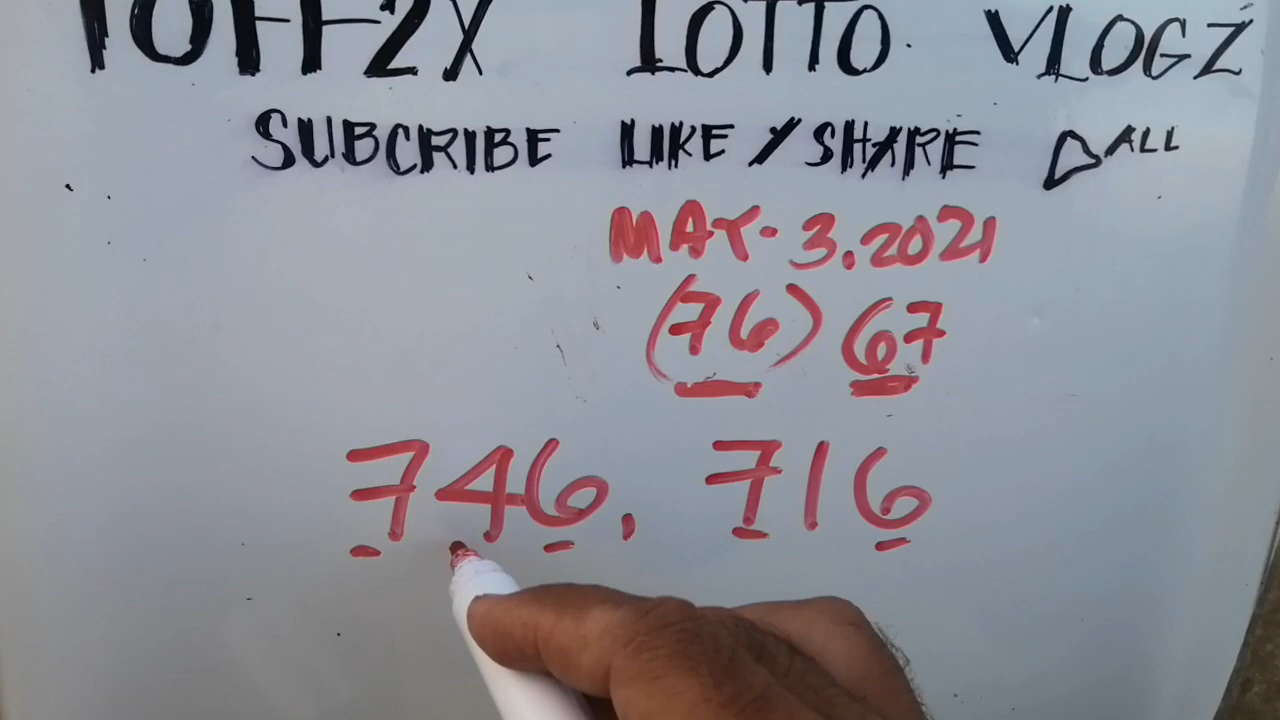 TOFF2X LOTTO VLOGZ
SUBCRIBE LIKE / SHARE ALL
MAY. 3. 2021
(76) 67
746, 716